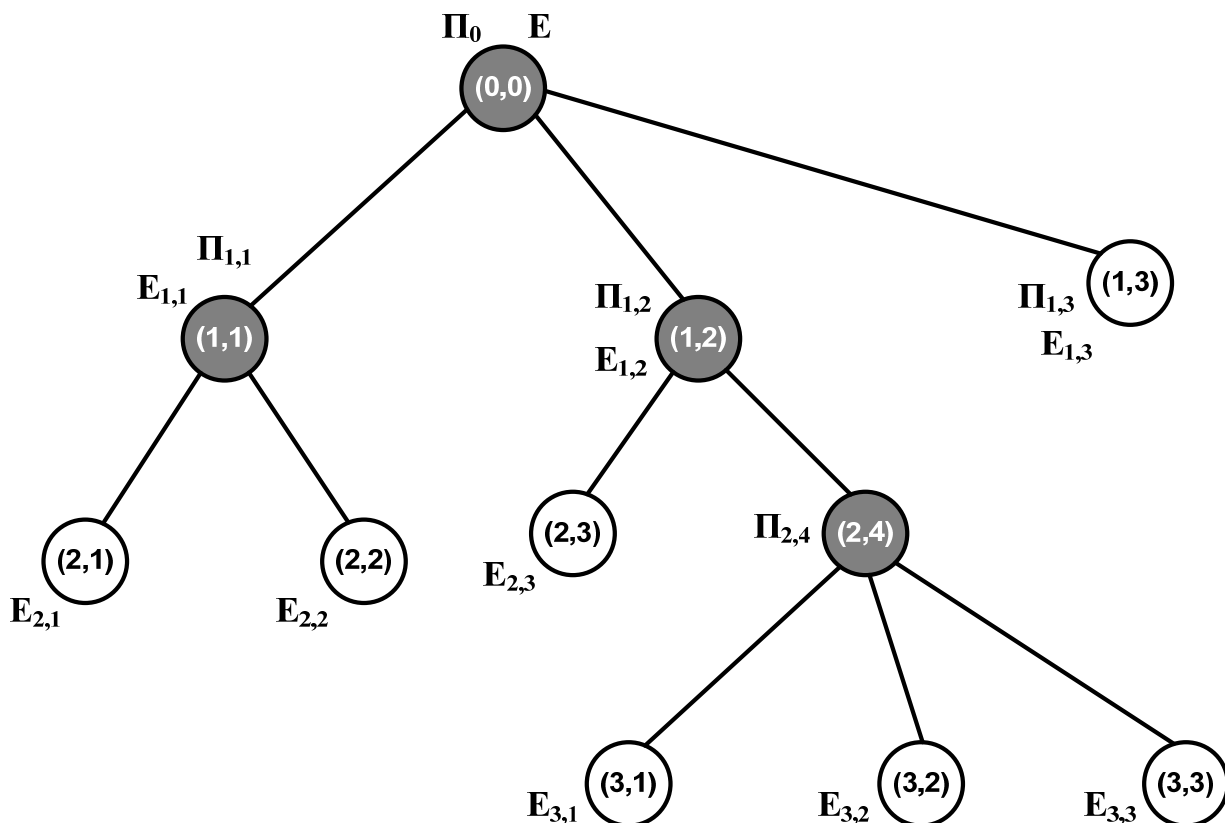 Π₀ E
(0,0)
Π₁,₁
E₁,₁
(1,1)
Π₁,₂
E₁,₂
(1,2)
(1,3)
Π₁,₃
E₁,₃
(2,1)
E₂,₁
(2,2)
E₂,₂
(2,3)
E₂,₃
Π₂,₄ (2,4)
(3,1)
E₃,₁
(3,2)
E₃,₂
(3,3)
E₃,₃